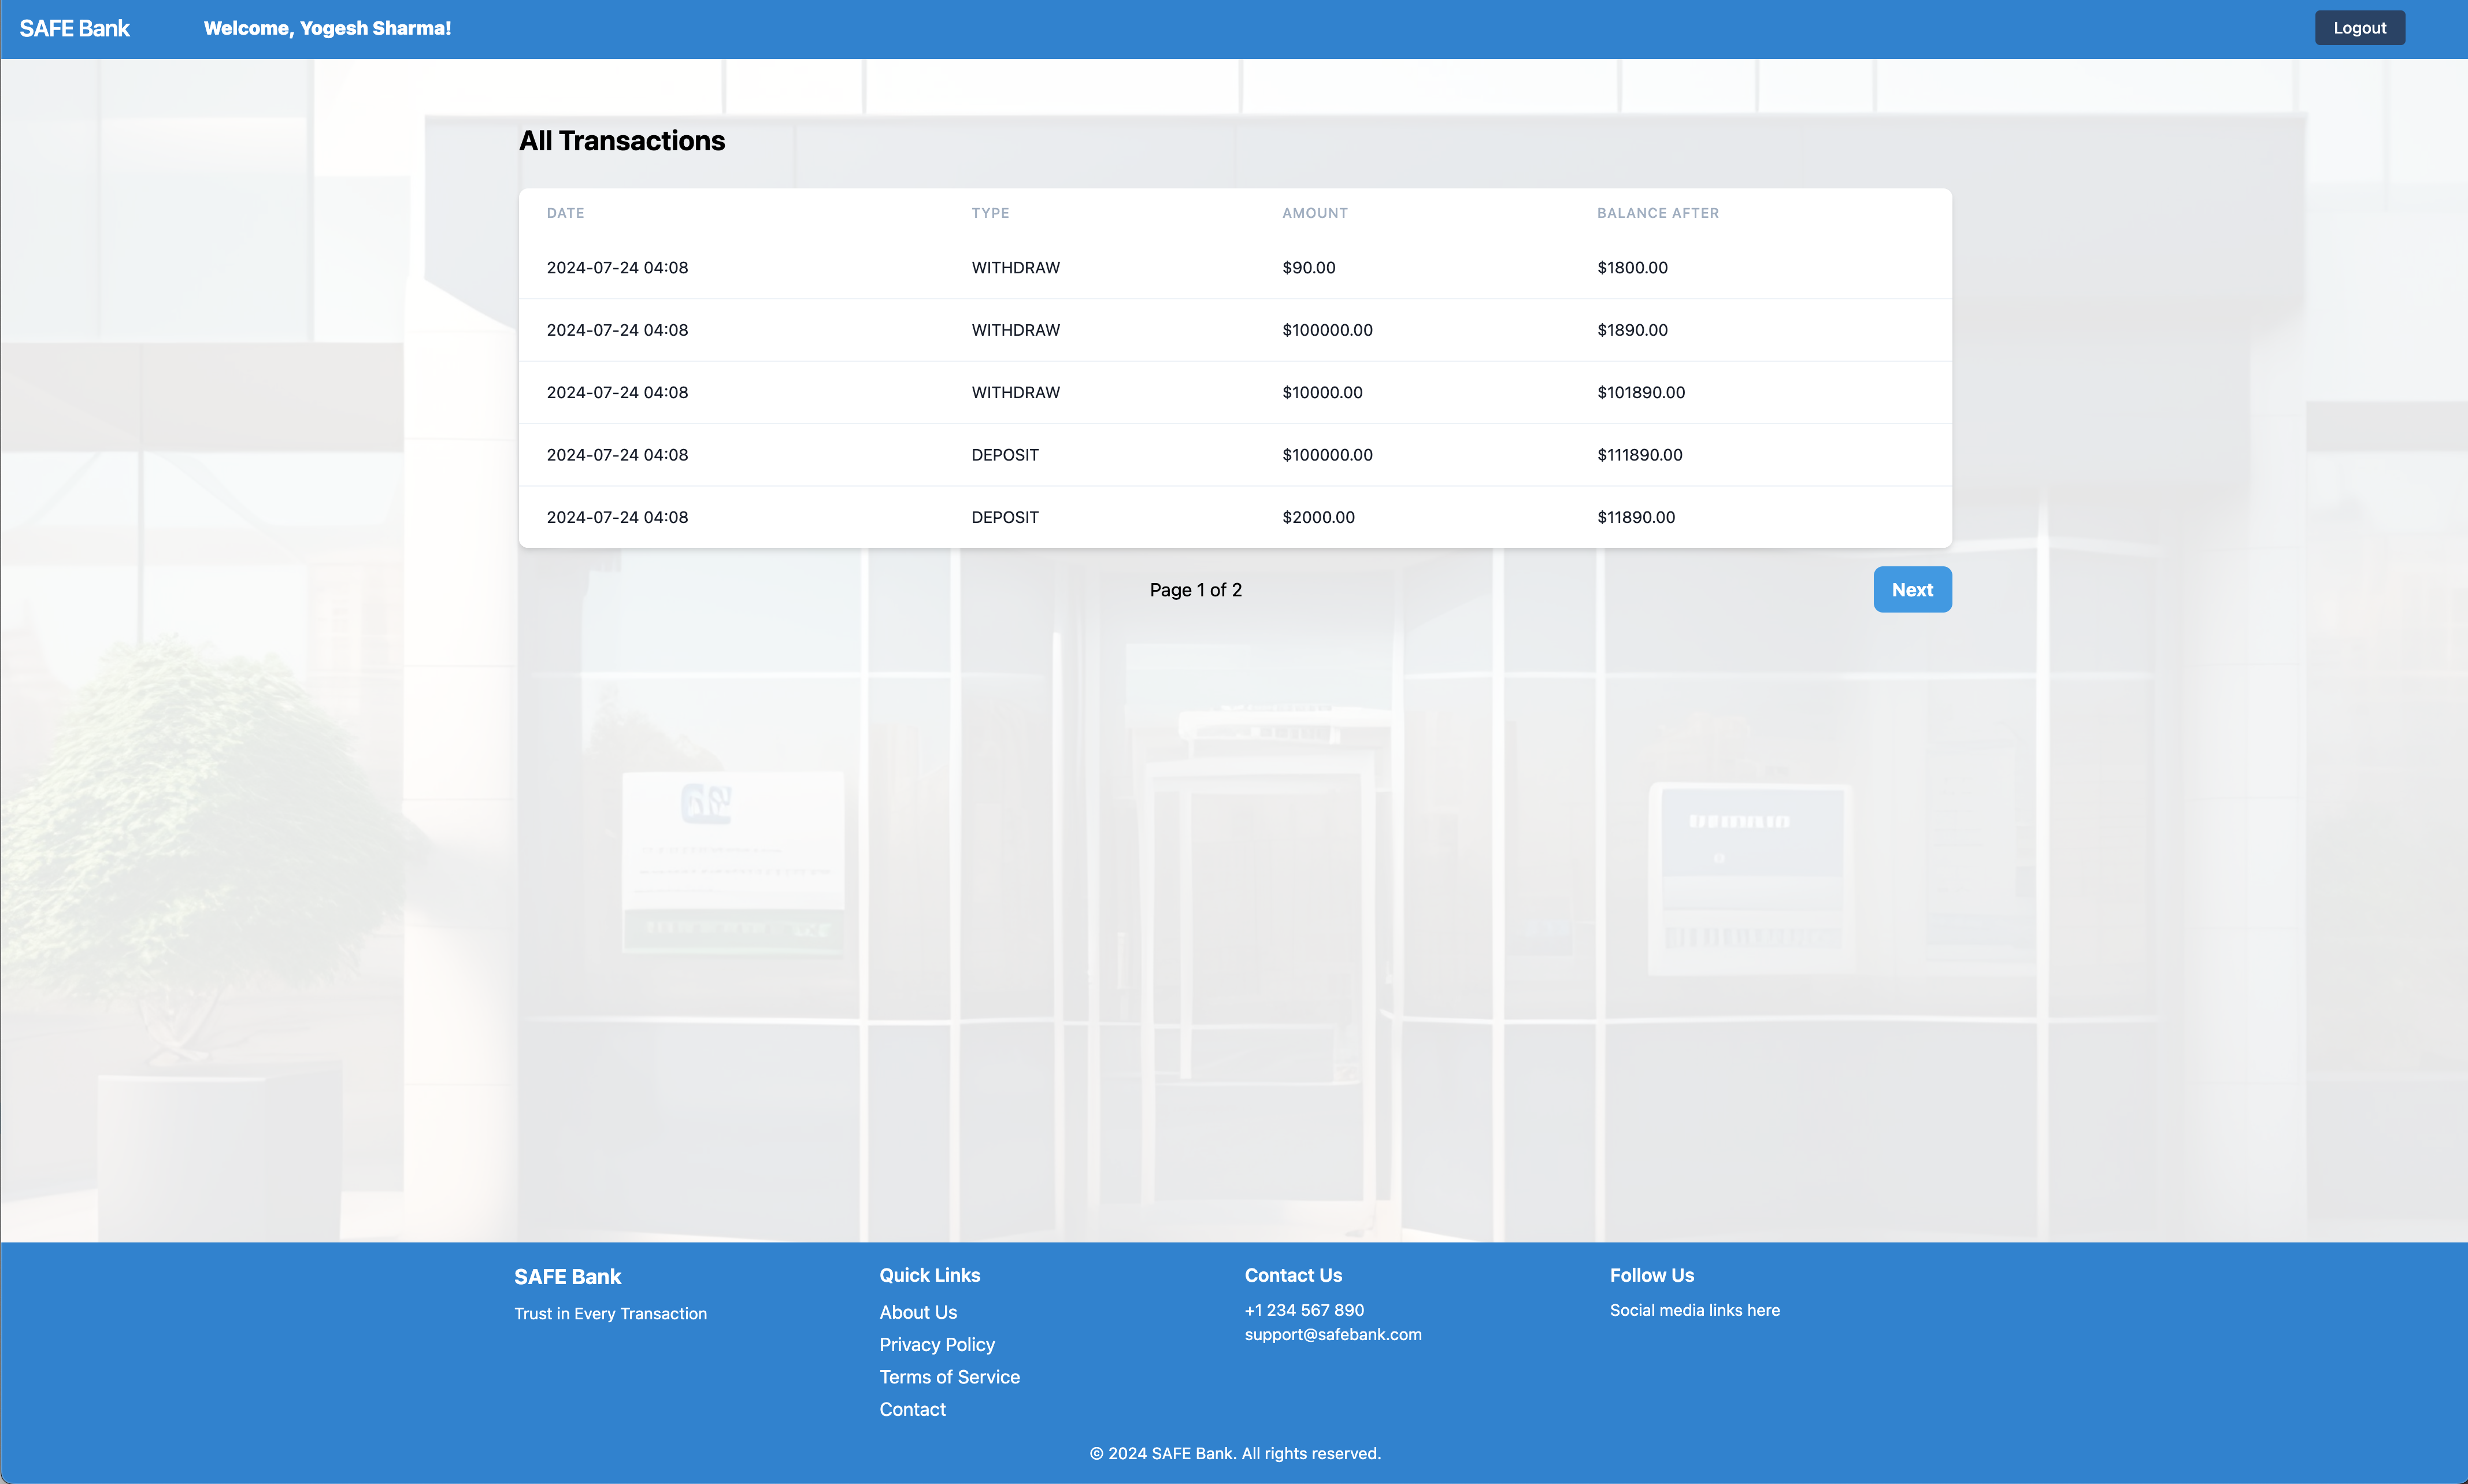 SAFE Bank Welcome, Yogesh Sharma! Logout
All Transactions
DATE TYPE AMOUNT BALANCE AFTER
2024-07-24 04:08 WITHDRAW $90.00 $1800.00
2024-07-24 04:08 WITHDRAW $100000.00 $1890.00
2024-07-24 04:08 WITHDRAW $10000.00 $101890.00
2024-07-24 04:08 DEPOSIT $100000.00 $111890.00
2024-07-24 04:08 DEPOSIT $2000.00 $11890.00
Page 1 of 2 Next
SAFE Bank
Trust in Every Transaction
Quick Links
About Us
Privacy Policy
Terms of Service
Contact
Contact Us
+1 234 567 890
support@safebank.com
Follow Us
Social media links here
© 2024 SAFE Bank. All rights reserved.